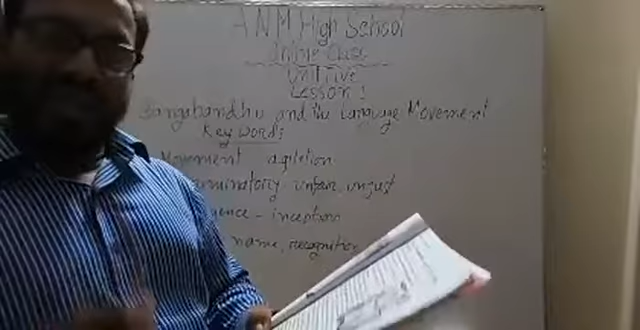 A N M High School
Online Class
Unit Five
Lesson 1
Bangabandhu and the Language Movement
Key words
Movement agitation
unfair, unjust
- inception
name, recognition